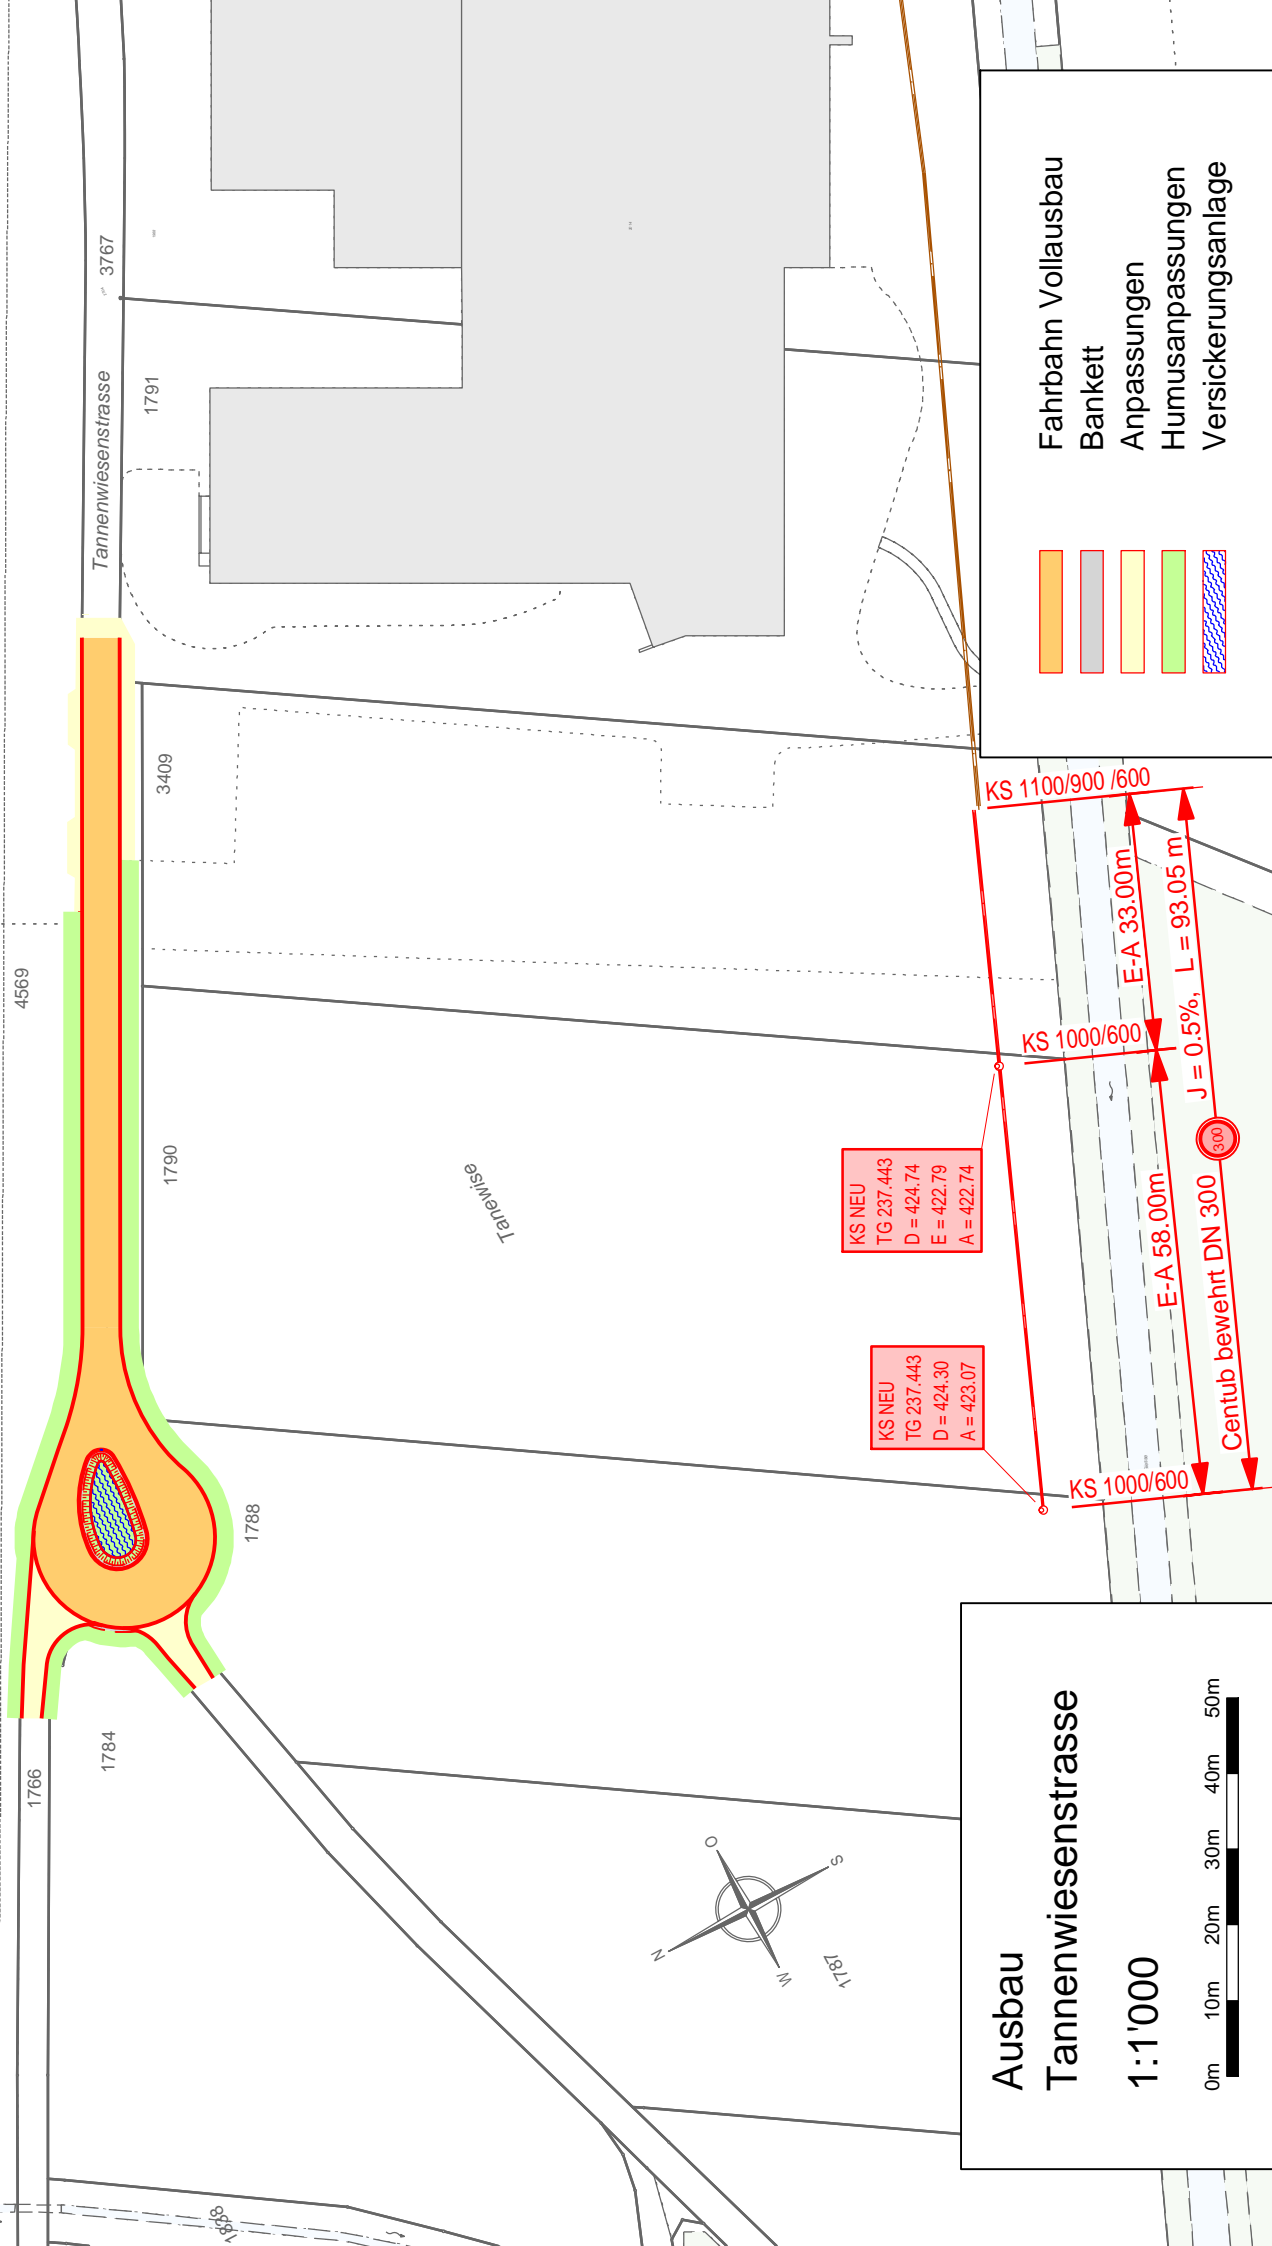 3767
Tannenwiesenstrasse
1791
3409
4569
1790
1788
1784
1766
1787
1838
Tanewise
N
O
S
W
KS 1100/900 /600
KS 1000/600
KS 1000/600
E-A 33.00m
E-A 58.00m
J = 0.5%, L = 93.05 m
Centub bewehrt DN 300
300
KS NEU
TG 237.443
D = 424.74
E = 422.79
A = 422.74
KS NEU
TG 237.443
D = 424.30
A = 423.07
Fahrbahn Vollausbau
Bankett
Anpassungen
Humusanpassungen
Versickerungsanlage
Ausbau
Tannenwiesenstrasse
1:1'000
0m 10m 20m 30m 40m 50m